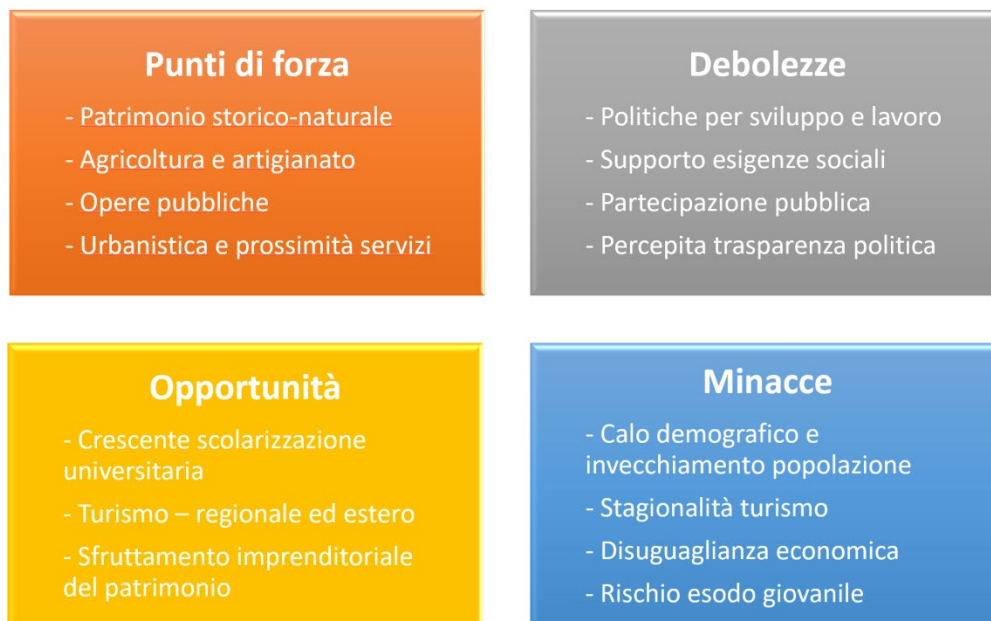 Punti di forza
- Patrimonio storico-naturale
- Agricoltura e artigianato
- Opere pubbliche
- Urbanistica e prossimità servizi
Debolezze
- Politiche per sviluppo e lavoro
- Supporto esigenze sociali
- Partecipazione pubblica
- Percepita trasparenza politica
Opportunità
- Crescente scolarizzazione
universitaria
- Turismo – regionale ed estero
- Sfruttamento imprenditoriale
del patrimonio
Minacce
- Calo demografico e
invecchiamento popolazione
- Stagionalità turismo
- Disuguaglianza economica
- Rischio esodo giovanile